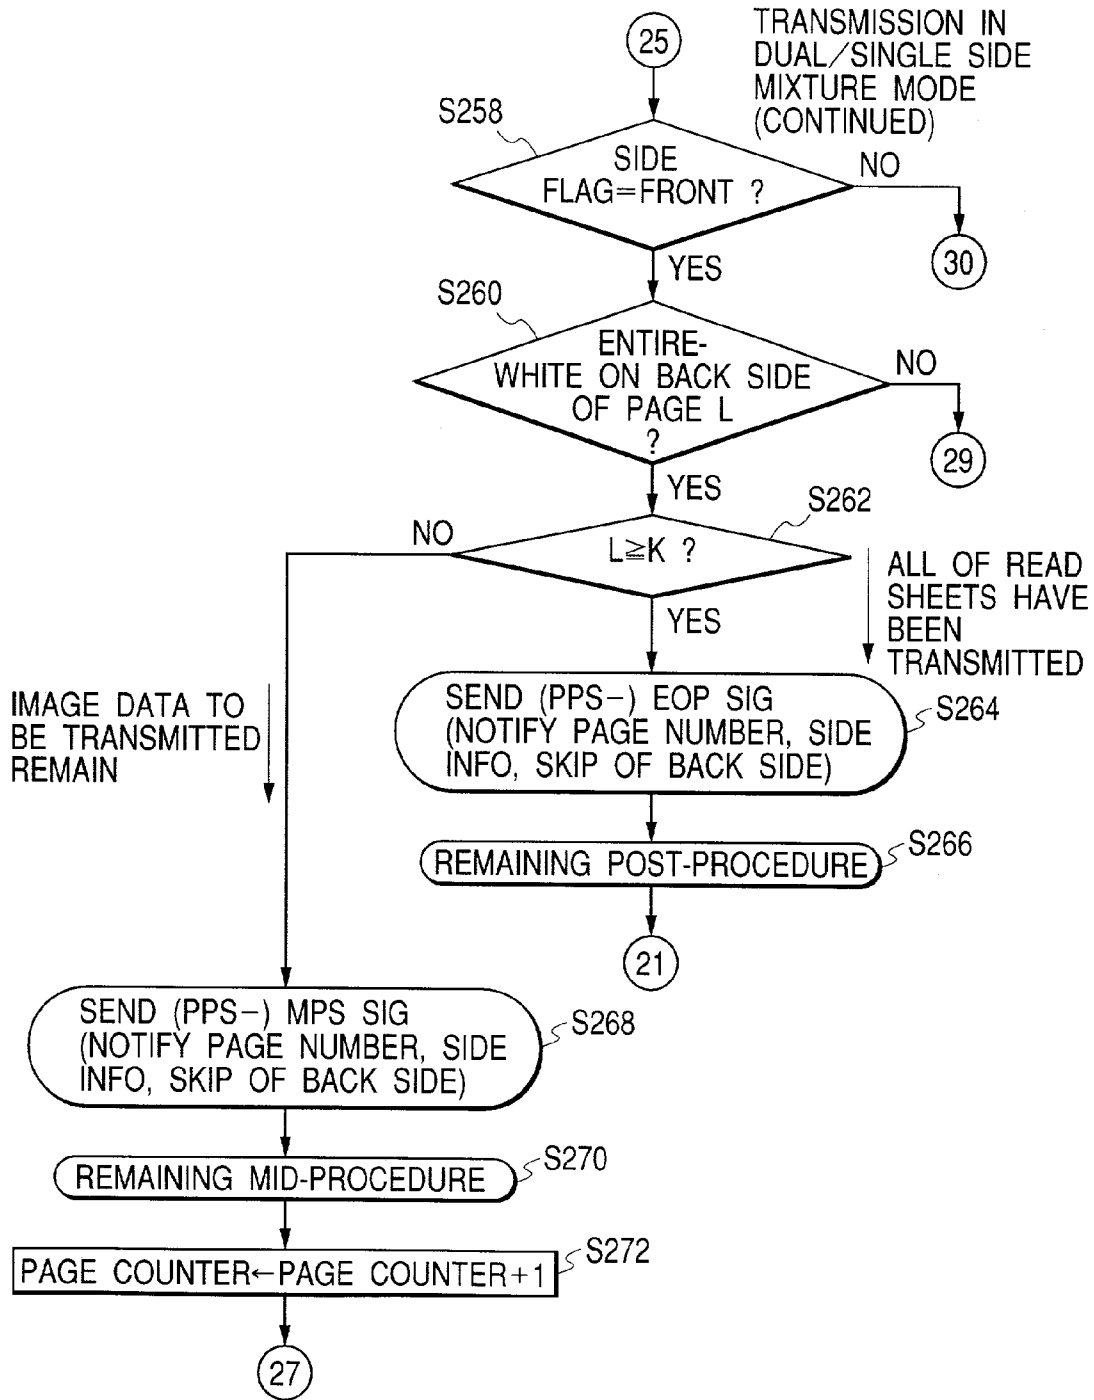 25
TRANSMISSION IN
DUAL/SINGLE SIDE
MIXTURE MODE
(CONTINUED)
S258
SIDE
FLAG=FRONT ?
NO
30
YES
S260
ENTIRE-
WHITE ON BACK SIDE
OF PAGE L
?
NO
29
YES
S262
L≧K ?
NO
YES
ALL OF READ
SHEETS HAVE
BEEN
TRANSMITTED
IMAGE DATA TO
BE TRANSMITTED
REMAIN
SEND (PPS-) EOP SIG
(NOTIFY PAGE NUMBER, SIDE
INFO, SKIP OF BACK SIDE)
S264
REMAINING POST-PROCEDURE
S266
21
SEND (PPS-) MPS SIG
(NOTIFY PAGE NUMBER, SIDE
INFO, SKIP OF BACK SIDE)
S268
REMAINING MID-PROCEDURE
S270
PAGE COUNTER←PAGE COUNTER+1
S272
27